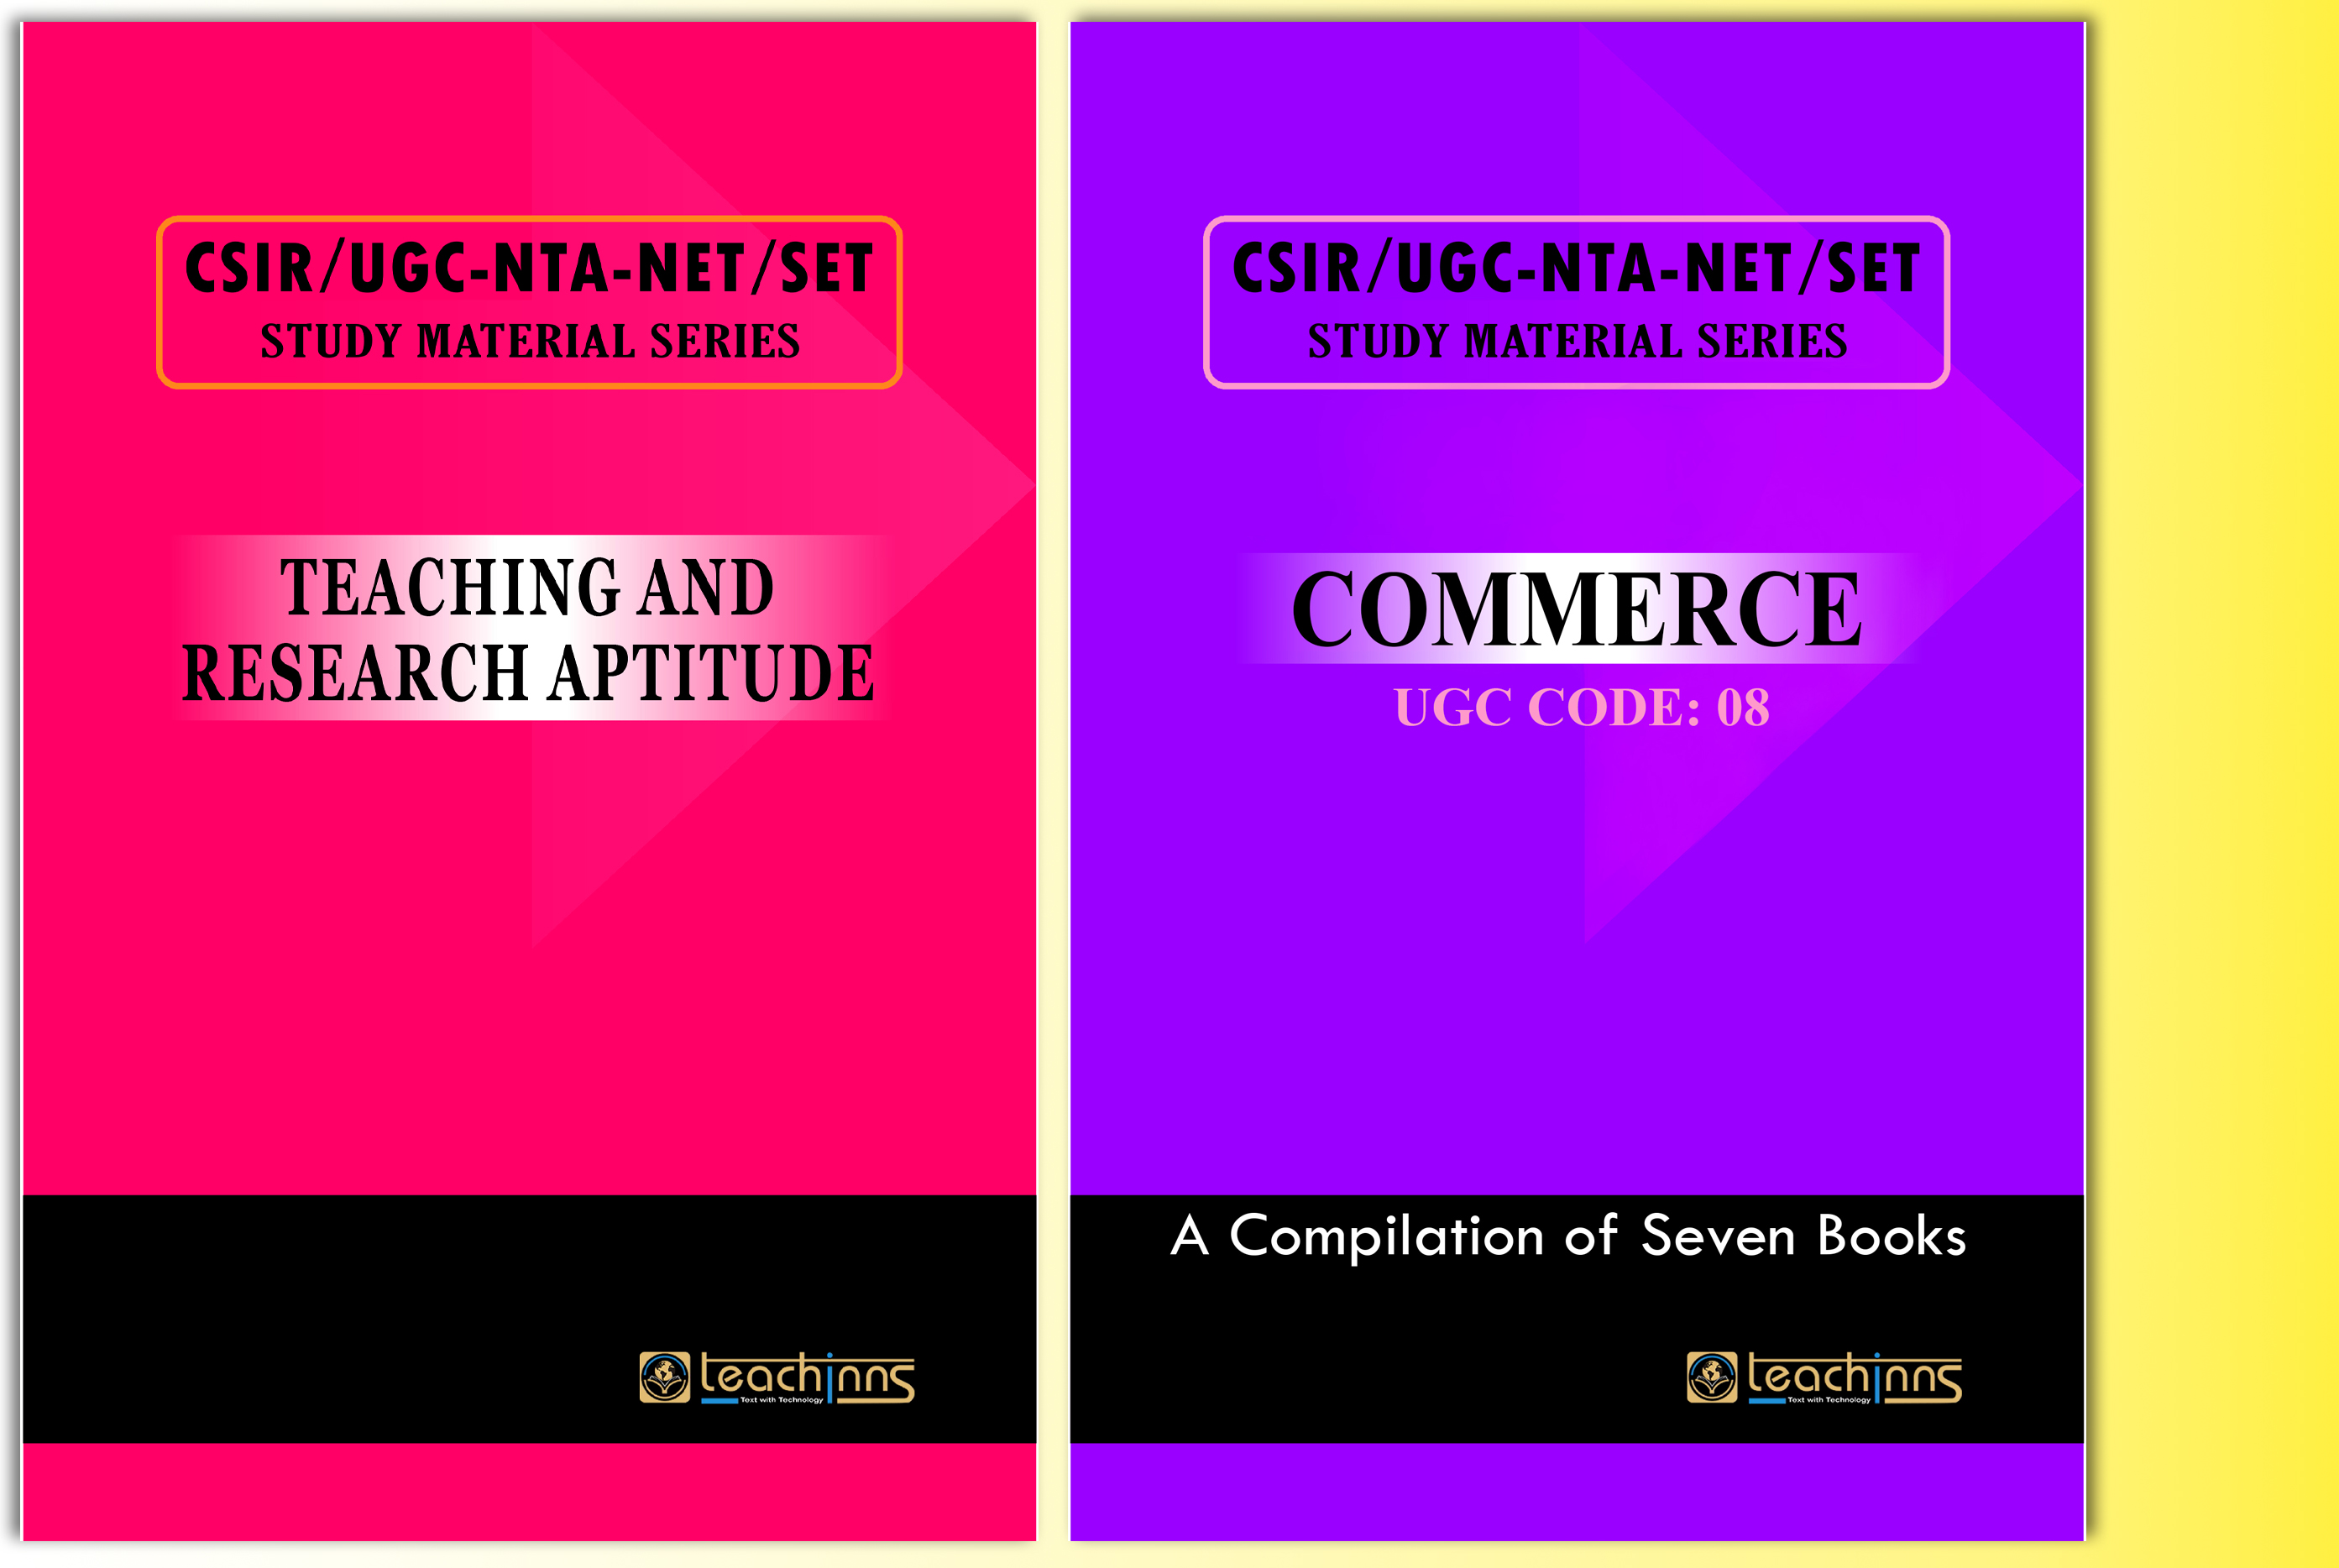 CSIR/UGC-NTA-NET/SET
STUDY MATERIAL SERIES
TEACHING AND
RESEARCH APTITUDE
teachinns
Text with Technology
CSIR/UGC-NTA-NET/SET
STUDY MATERIAL SERIES
COMMERCE
UGC CODE: 08
A Compilation of Seven Books
teachinns
Text with Technology